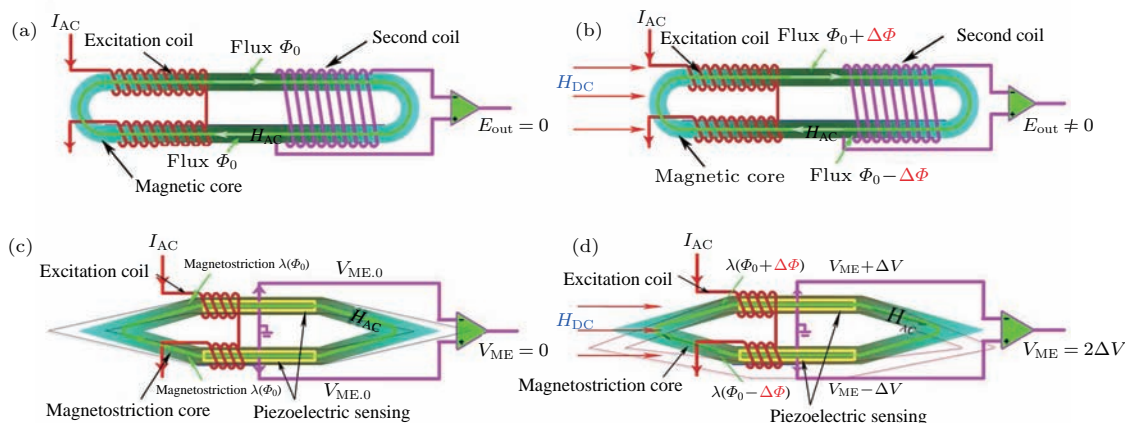 (a)
I_AC
Excitation coil
Flux Φ₀
Second coil
H_AC
E_out = 0
Flux Φ₀
Magnetic core
(b)
I_AC
Excitation coil
Flux Φ₀+ΔΦ
Second coil
H_DC
H_AC
E_out ≠ 0
Magnetic core
Flux Φ₀−ΔΦ
(c)
I_AC
Excitation coil
Magnetostriction λ(Φ₀)
V_ME.0
H_AC
V_ME = 0
Magnetostriction λ(Φ₀)
V_ME.0
Magnetostriction core
Piezoelectric sensing
(d)
I_AC
Excitation coil
λ(Φ₀+ΔΦ)
V_ME+ΔV
H_DC
H_AC
V_ME = 2ΔV
Magnetostriction core
λ(Φ₀−ΔΦ)
V_ME−ΔV
Piezoelectric sensing